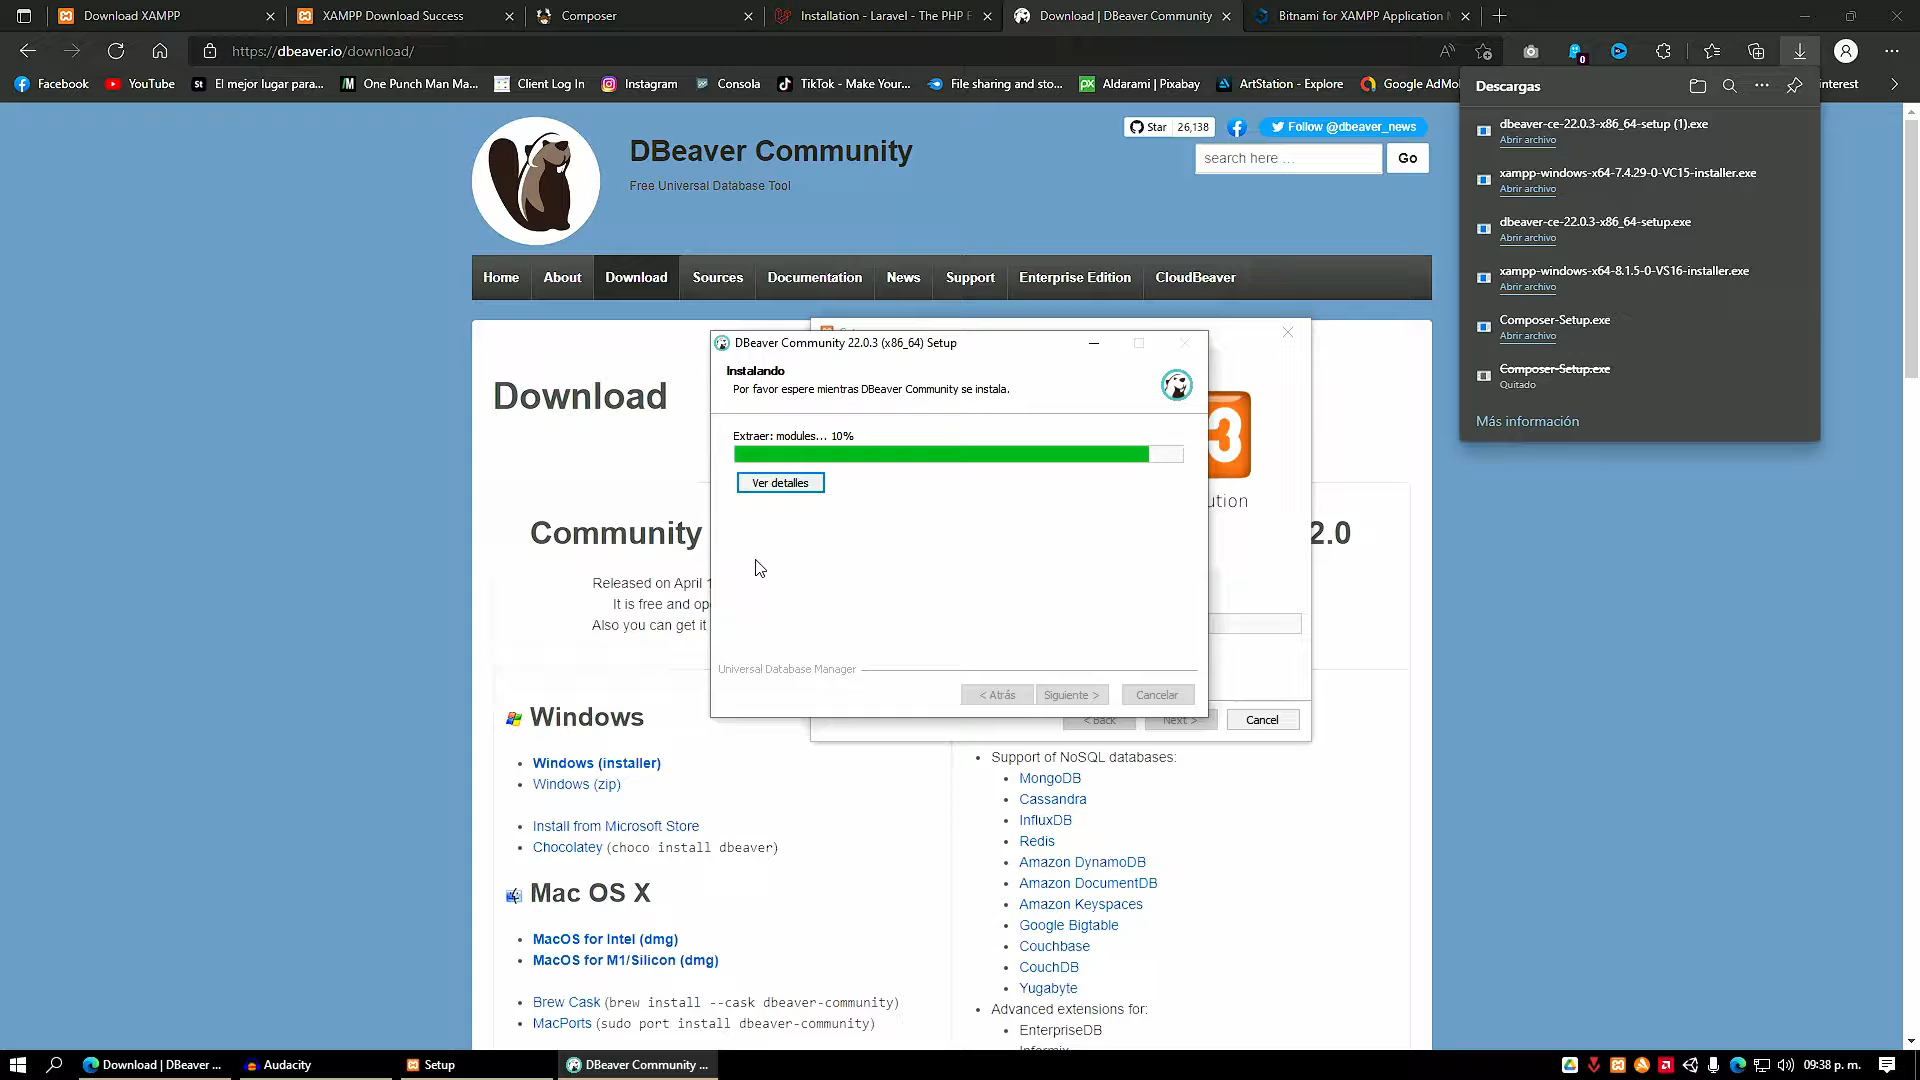 Download XAMPP
XAMPP Download Success
Composer
Installation - Laravel - The PHP F
Download | DBeaver Community
Bitnami for XAMPP Application M
https://dbeaver.io/download/
0
Facebook
YouTube
El mejor lugar para...
One Punch Man Ma...
Client Log In
Instagram
Consola
TikTok - Make Your...
File sharing and sto...
Aldarami | Pixabay
ArtStation - Explore
Google AdMo
interest
Descargas
dbeaver-ce-22.0.3-x86_64-setup (1).exe
Abrir archivo
xampp-windows-x64-7.4.29-0-VC15-installer.exe
Abrir archivo
dbeaver-ce-22.0.3-x86_64-setup.exe
Abrir archivo
xampp-windows-x64-8.1.5-0-VS16-installer.exe
Abrir archivo
Composer-Setup.exe
Abrir archivo
Composer-Setup.exe
Quitado
Más información
DBeaver Community
Free Universal Database Tool
Star 26,138
Follow @dbeaver_news
search here ...
Go
Home
About
Download
Sources
Documentation
News
Support
Enterprise Edition
CloudBeaver
DBeaver Community 22.0.3 (x86_64) Setup
Instalando
Por favor espere mientras DBeaver Community se instala.
Extraer: modules... 10%
Ver detalles
Universal Database Manager
< Atrás
Siguiente >
Cancelar
ution
< Back
Next >
Cancel
Download
Community
2.0
Released on April 1
It is free and op
Also you can get it
Windows
Windows (installer)
Windows (zip)
Install from Microsoft Store
Chocolatey (choco install dbeaver)
Mac OS X
MacOS for Intel (dmg)
MacOS for M1/Silicon (dmg)
Brew Cask (brew install --cask dbeaver-community)
MacPorts (sudo port install dbeaver-community)
Support of NoSQL databases:
MongoDB
Cassandra
InfluxDB
Redis
Amazon DynamoDB
Amazon DocumentDB
Amazon Keyspaces
Google Bigtable
Couchbase
CouchDB
Yugabyte
Advanced extensions for:
EnterpriseDB
Informix
Download | DBeaver ...
Audacity
Setup
DBeaver Community ...
09:38 p. m.